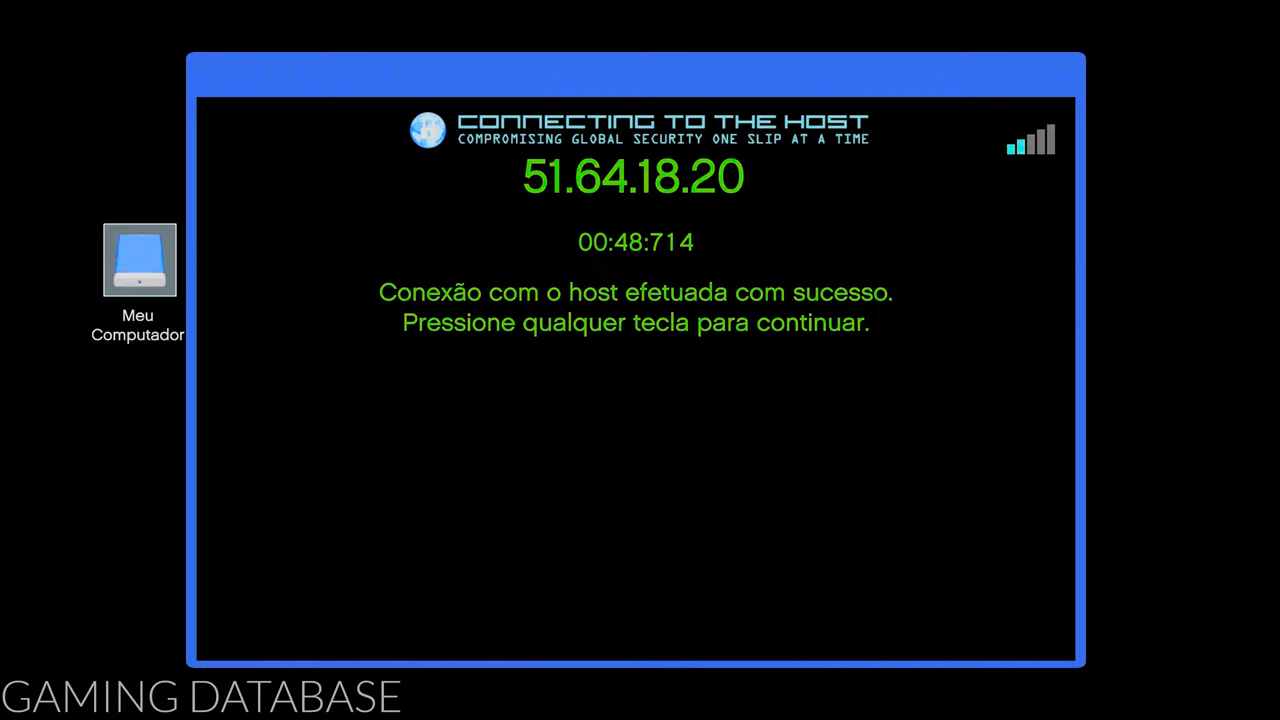 CONNECTING TO THE HOST
COMPROMISING GLOBAL SECURITY ONE SLIP AT A TIME
51.64.18.20
00:48:714
Conexão com o host efetuada com sucesso.
Pressione qualquer tecla para continuar.
Meu
Computador
GAMING DATABASE